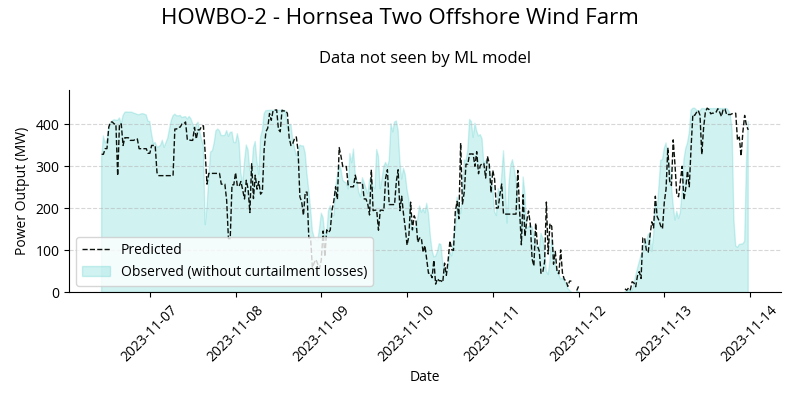 HOWBO-2 - Hornsea Two Offshore Wind Farm
Data not seen by ML model
Power Output (MW)
400
300
200
100
0
Predicted
Observed (without curtailment losses)
2023-11-07
2023-11-08
2023-11-09
2023-11-10
2023-11-11
2023-11-12
2023-11-13
2023-11-14
Date